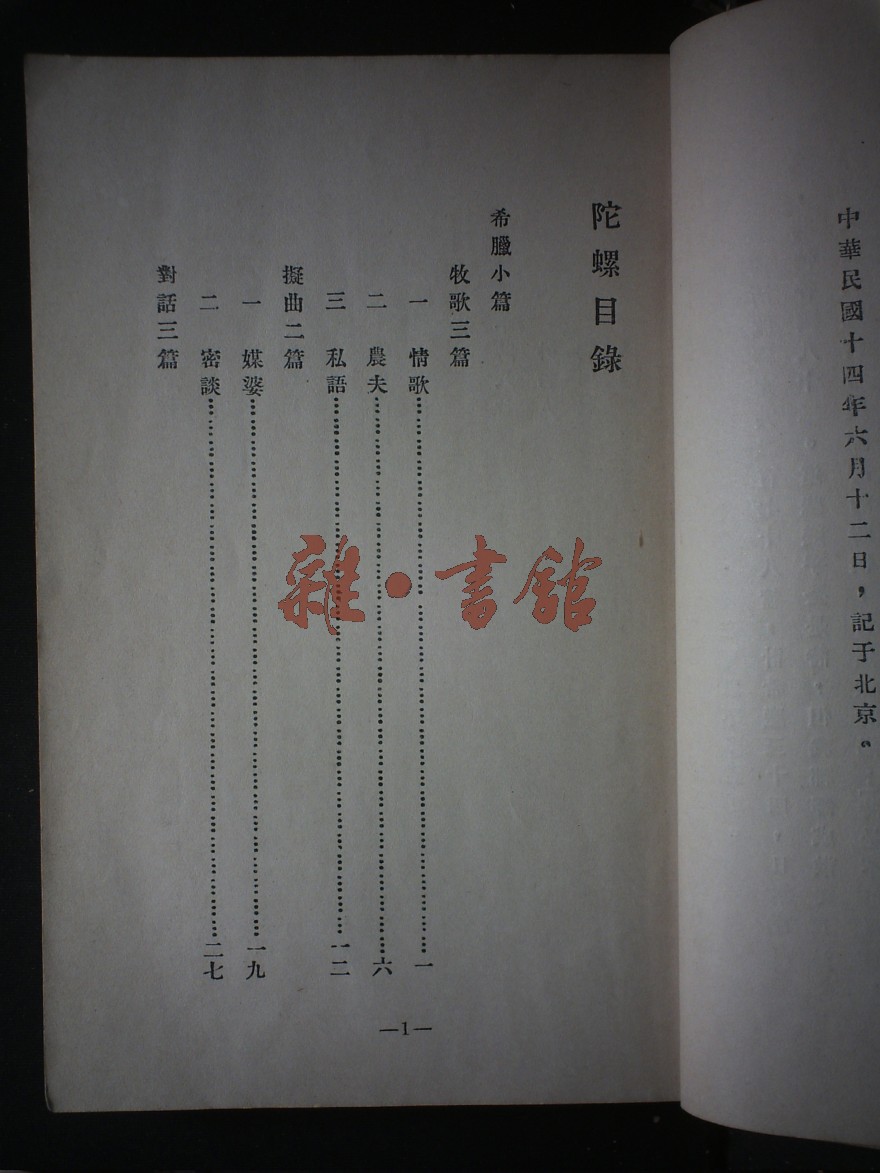 中華民國十四年六月十二日，記于北京。
陀螺目錄
希臘小篇
牧歌三篇
一 情歌……一
二 農夫……六
三 私語……一二
擬曲二篇
一 媒婆……一九
二 密談……二七
對話三篇
—1—
雜·書館